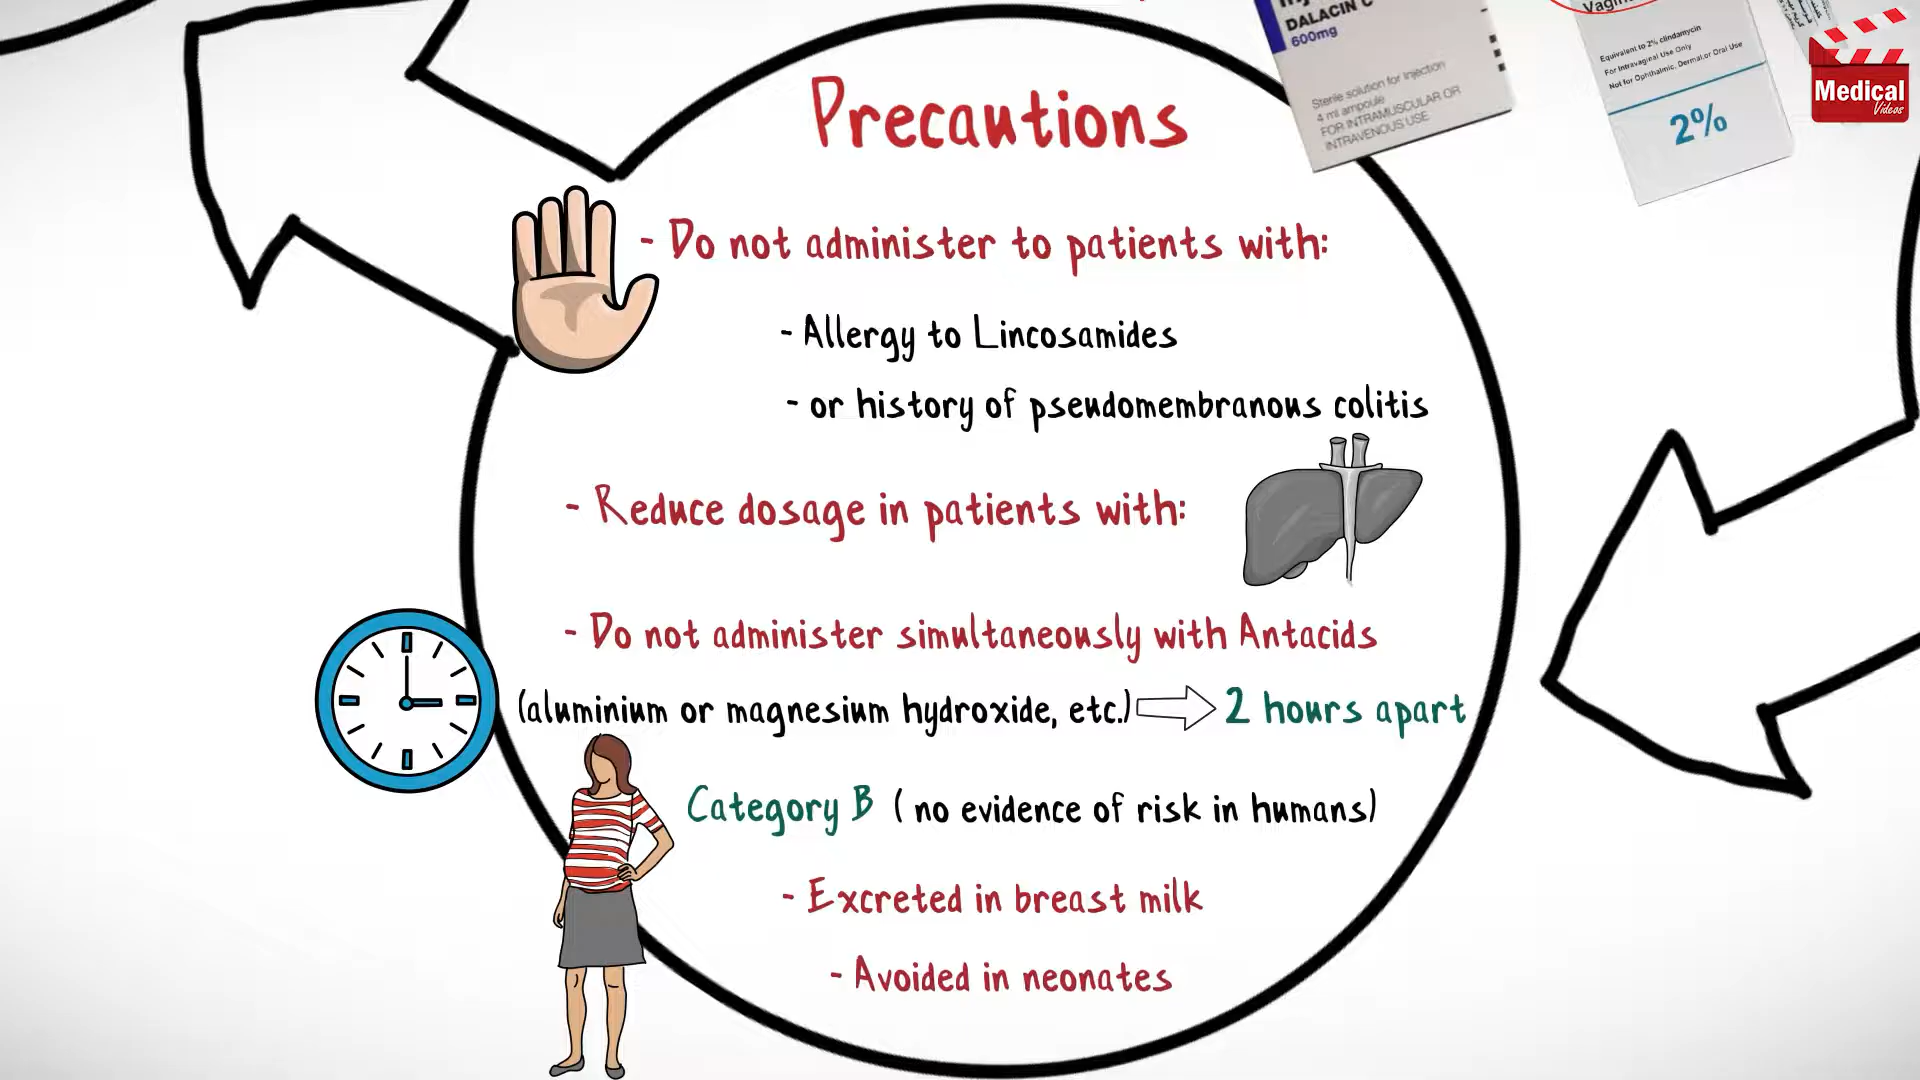 DALACIN C
600mg
Sterile solution for Injection
4 ml ampoule
FOR INTRAMUSCULAR OR
INTRAVENOUS USE
Equivalent to 2% clindamycin
For Intravaginal Use Only
Not for Ophthalmic, Dermal or Oral Use
2%
Medical
Videos
Precautions
- Do not administer to patients with:
- Allergy to Lincosamides
- or history of pseudomembranous colitis
- Reduce dosage in patients with:
- Do not administer simultaneously with Antacids
(aluminium or magnesium hydroxide, etc.) 2 hours apart
Category B ( no evidence of risk in humans)
- Excreted in breast milk
- Avoided in neonates